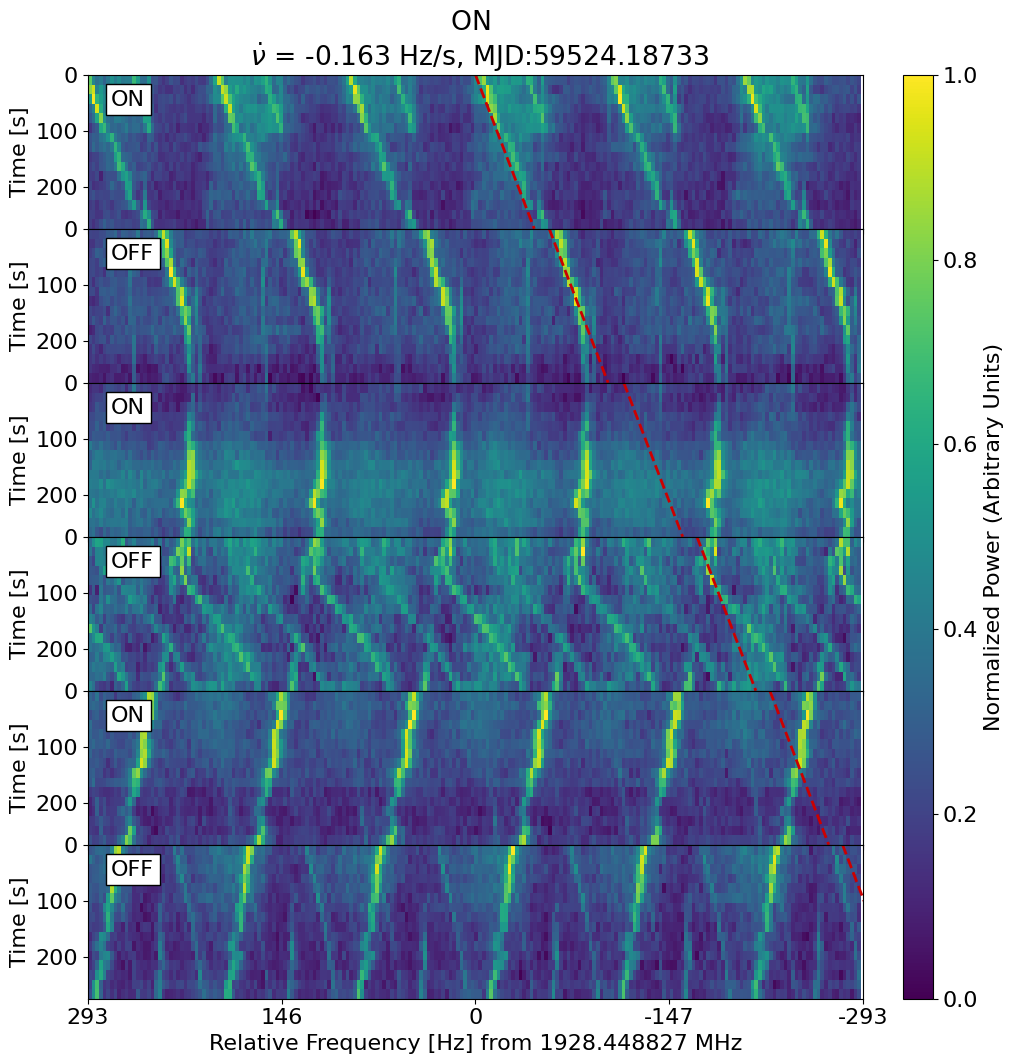 ON
ν̇ = -0.163 Hz/s, MJD:59524.18733
0
ON
100
Time [s]
200
0
OFF
100
Time [s]
200
0
ON
100
Time [s]
200
0
OFF
100
Time [s]
200
0
ON
100
Time [s]
200
0
OFF
100
Time [s]
200
293 146 0 -147 -293
Relative Frequency [Hz] from 1928.448827 MHz
1.0
0.8
0.6
0.4
0.2
0.0
Normalized Power (Arbitrary Units)